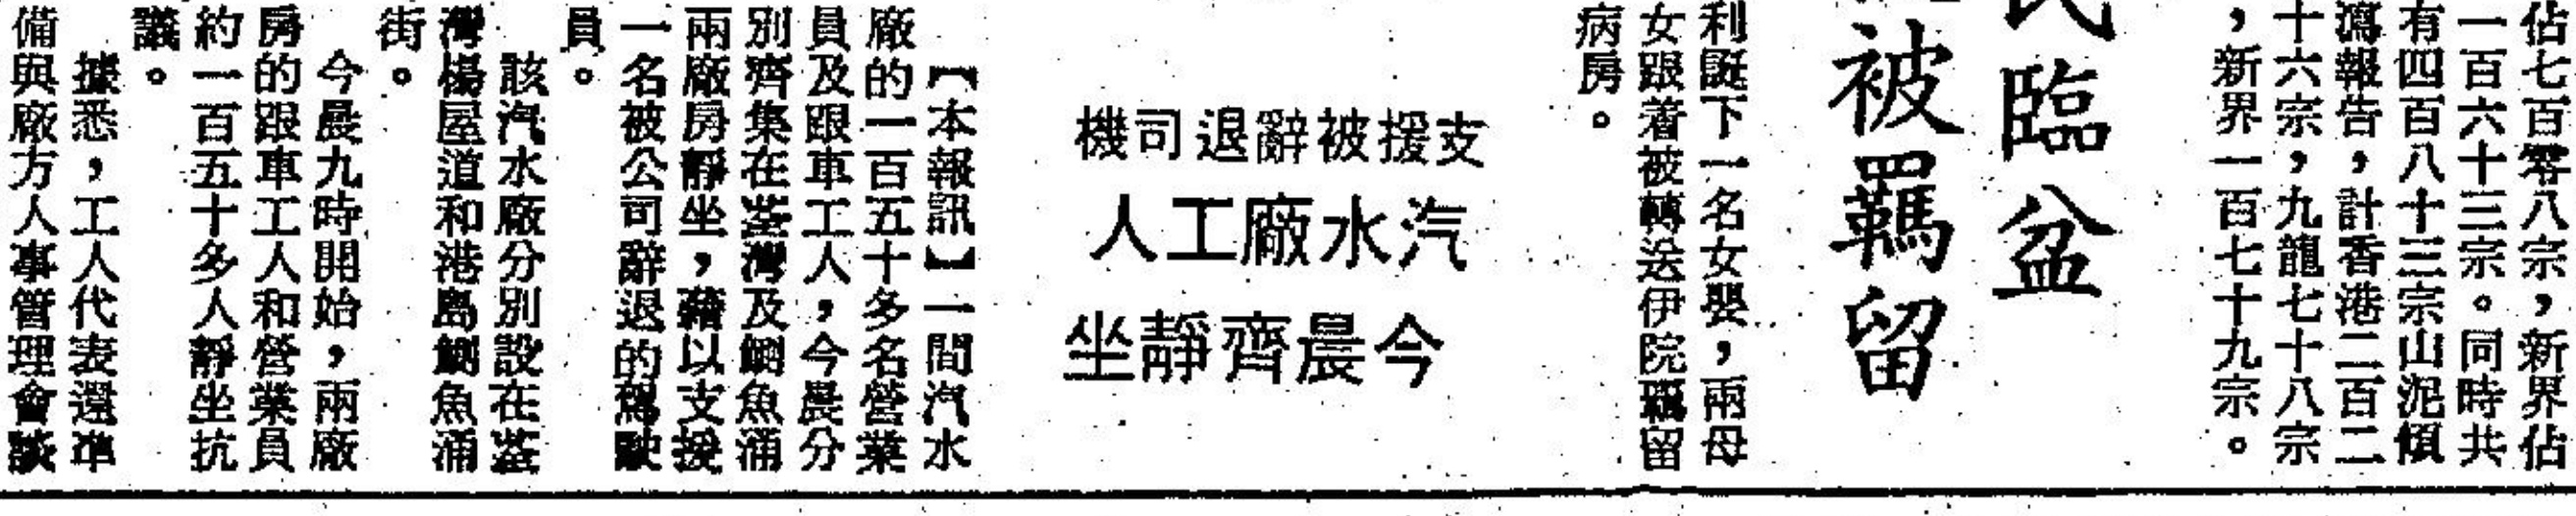 佔七百零八宗，新界佔
一百六十三宗。同時共
有四百八十三宗山泥傾
瀉報告，計香港二百二
十六宗，九龍七十八宗
，新界一百七十九宗。
臨盆
被羈留
利誕下一名女嬰，兩母
女跟着被轉送伊院羈留
病房。
支援被辭退司機
汽水廠工人
今晨齊靜坐
【本報訊】一間汽水
廠的一百五十多名營業
員及跟車工人，今晨分
別齊集在荃灣及鰂魚涌
兩廠房靜坐，藉以支援
一名被公司辭退的駕駛
員。
該汽水廠分別設在荃
灣楊屋道和港島鰂魚涌
街。
今晨九時開始，兩廠
房的跟車工人和營業員
約一百五十多人靜坐抗
議。
據悉，工人代表還準
備與廠方人事管理會談